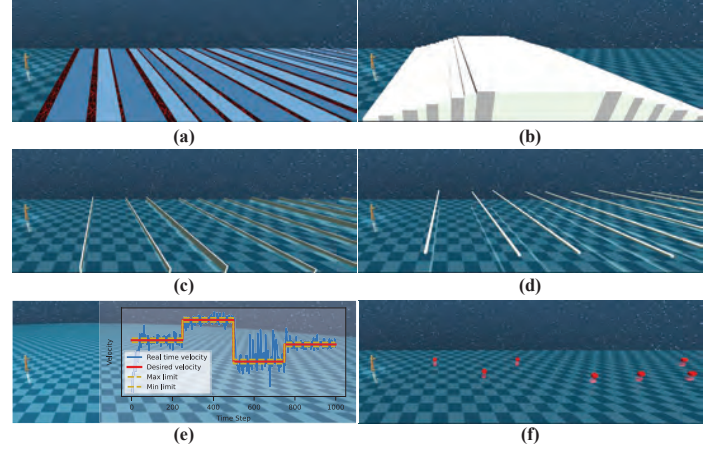 (a)
(b)
(c)
(d)
Velocity
Real time velocity
Desired velocity
Max limit
Min limit
0
200
400
600
800
1000
Time Step
(e)
(f)